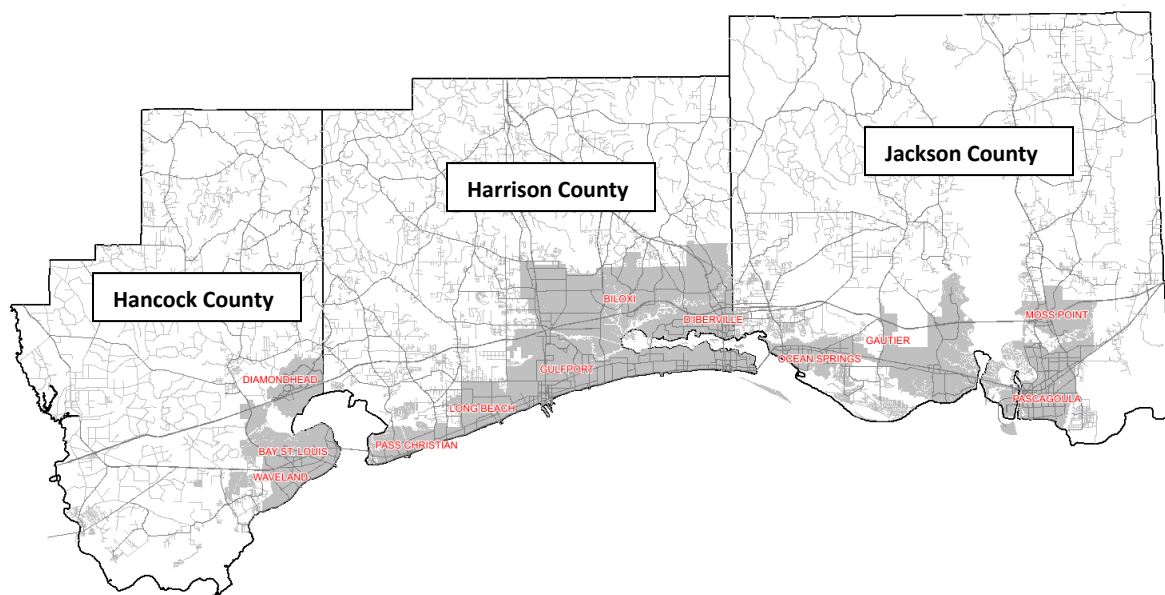 Jackson County
Harrison County
Hancock County
BILOXI
D'IBERVILLE
MOSS POINT
GAUTIER
OCEAN SPRINGS
GULFPORT
DIAMONDHEAD
PASCAGOULA
LONG BEACH
PASS CHRISTIAN
BAY ST. LOUIS
WAVELAND